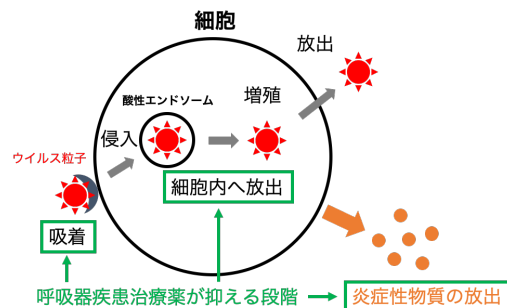 細胞
放出
酸性エンドソーム
増殖
侵入
ウイルス粒子
細胞内へ放出
吸着
呼吸器疾患治療薬が抑える段階
炎症性物質の放出